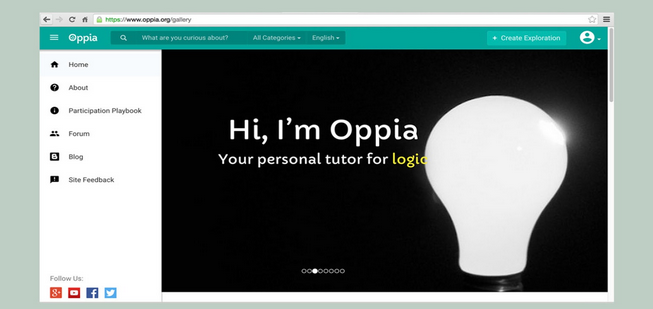 https://www.oppia.org/gallery
Oppia
What are you curious about?
All Categories
English
+ Create Exploration
Home
About
Participation Playbook
Forum
Blog
Site Feedback
Hi, I'm Oppia
Your personal tutor for logic
Follow Us: